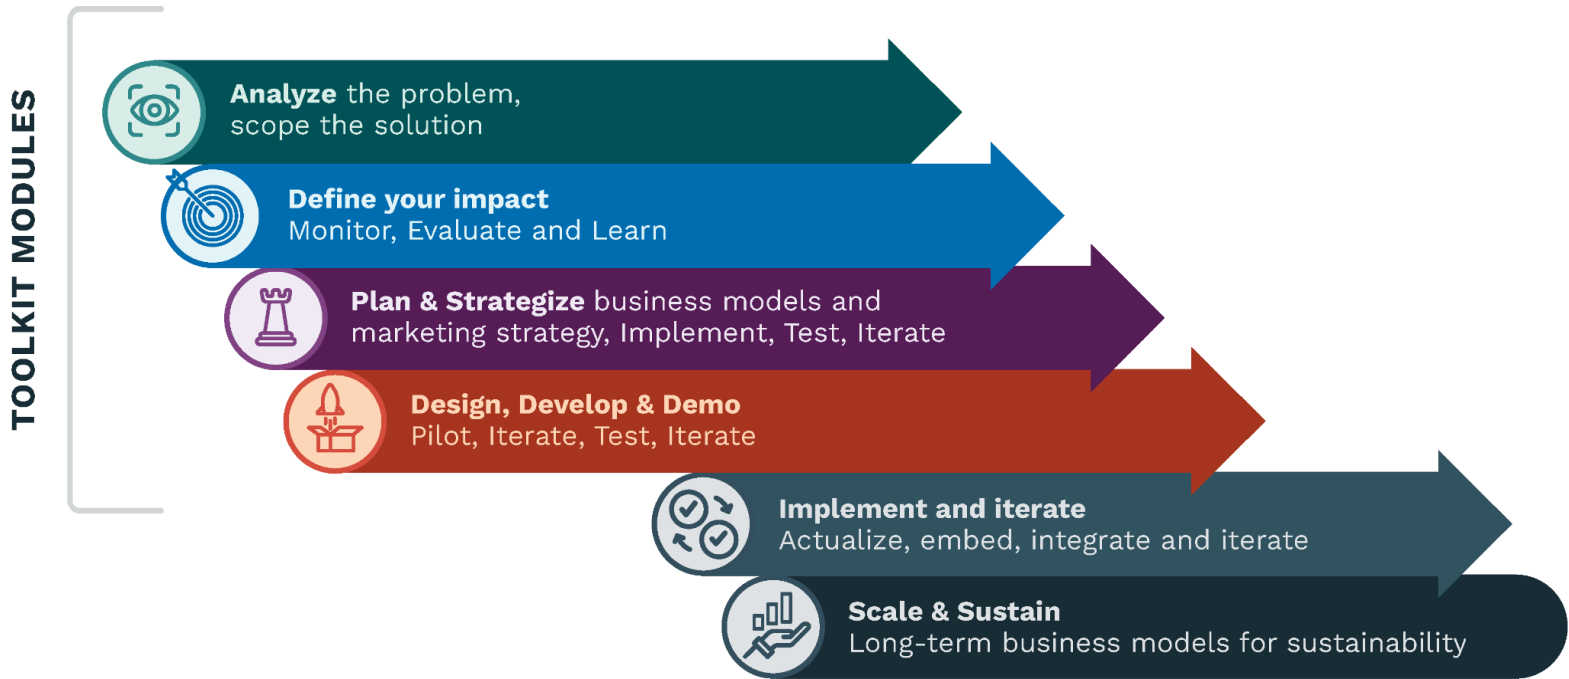 TOOLKIT MODULES
Analyze the problem,
scope the solution
Define your impact
Monitor, Evaluate and Learn
Plan & Strategize business models and
marketing strategy, Implement, Test, Iterate
Design, Develop & Demo
Pilot, Iterate, Test, Iterate
Implement and iterate
Actualize, embed, integrate and iterate
Scale & Sustain
Long-term business models for sustainability